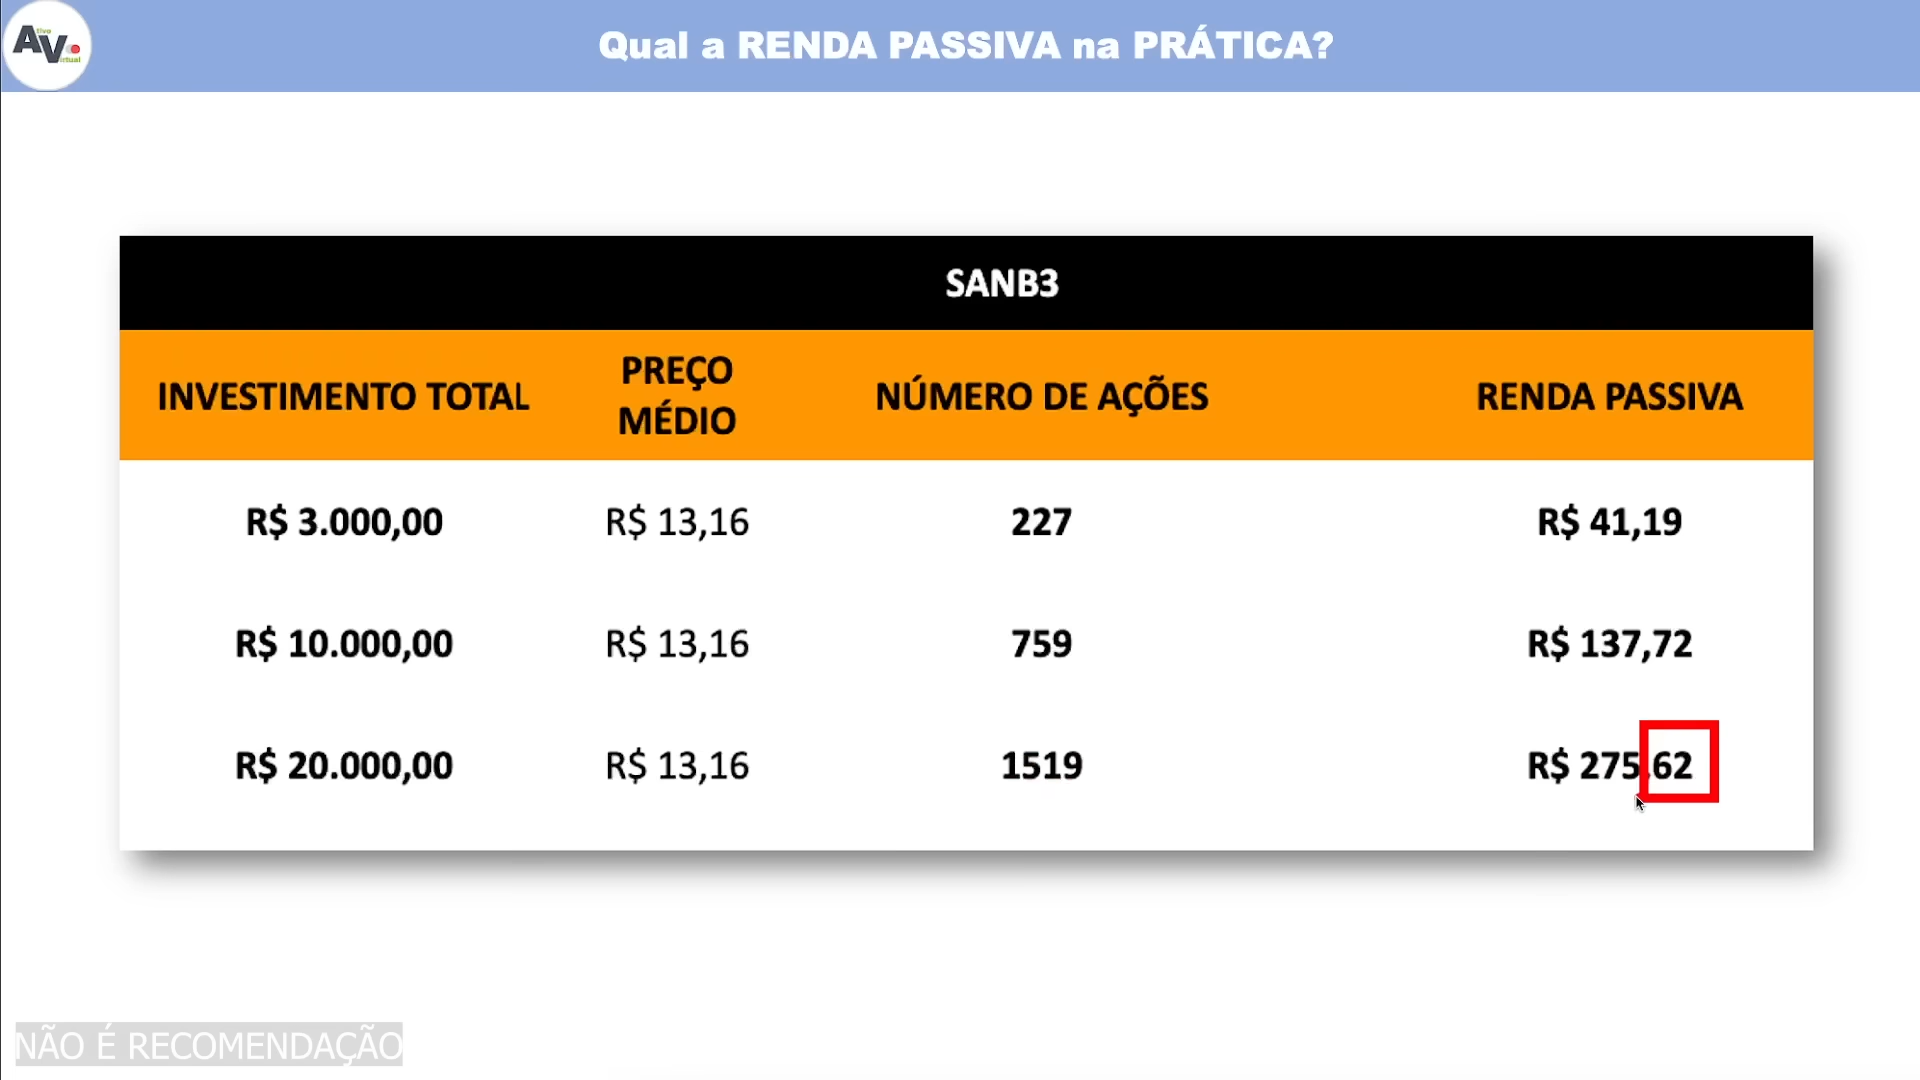 AV
Qual a RENDA PASSIVA na PRÁTICA?
SANB3
INVESTIMENTO TOTAL
PREÇO
MÉDIO
NÚMERO DE AÇÕES
RENDA PASSIVA
R$ 3.000,00 R$ 13,16 227 R$ 41,19
R$ 10.000,00 R$ 13,16 759 R$ 137,72
R$ 20.000,00 R$ 13,16 1519 R$ 275,62
NÃO É RECOMENDAÇÃO